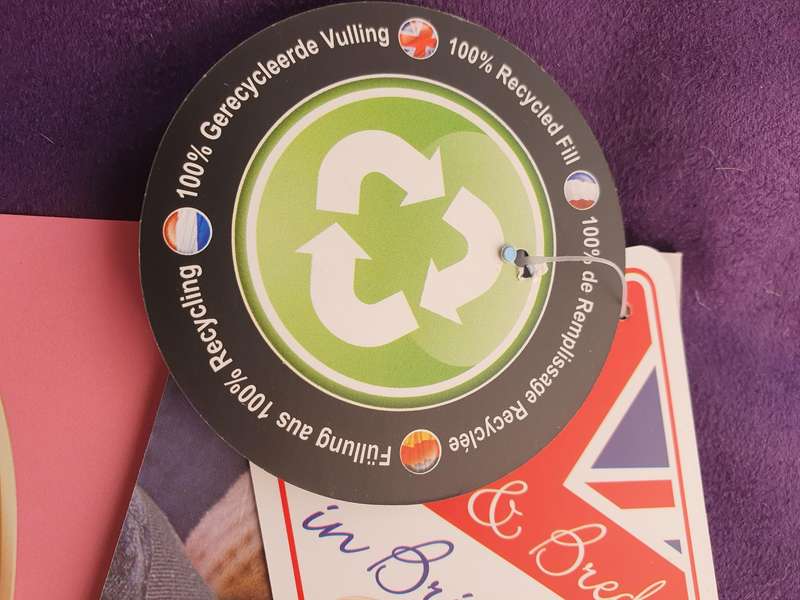 100% Recycled Fill
100% de Remplissage Recyclée
Füllung aus 100% Recycling
100% Gerecycleerde Vulling
& Bred
in Bri